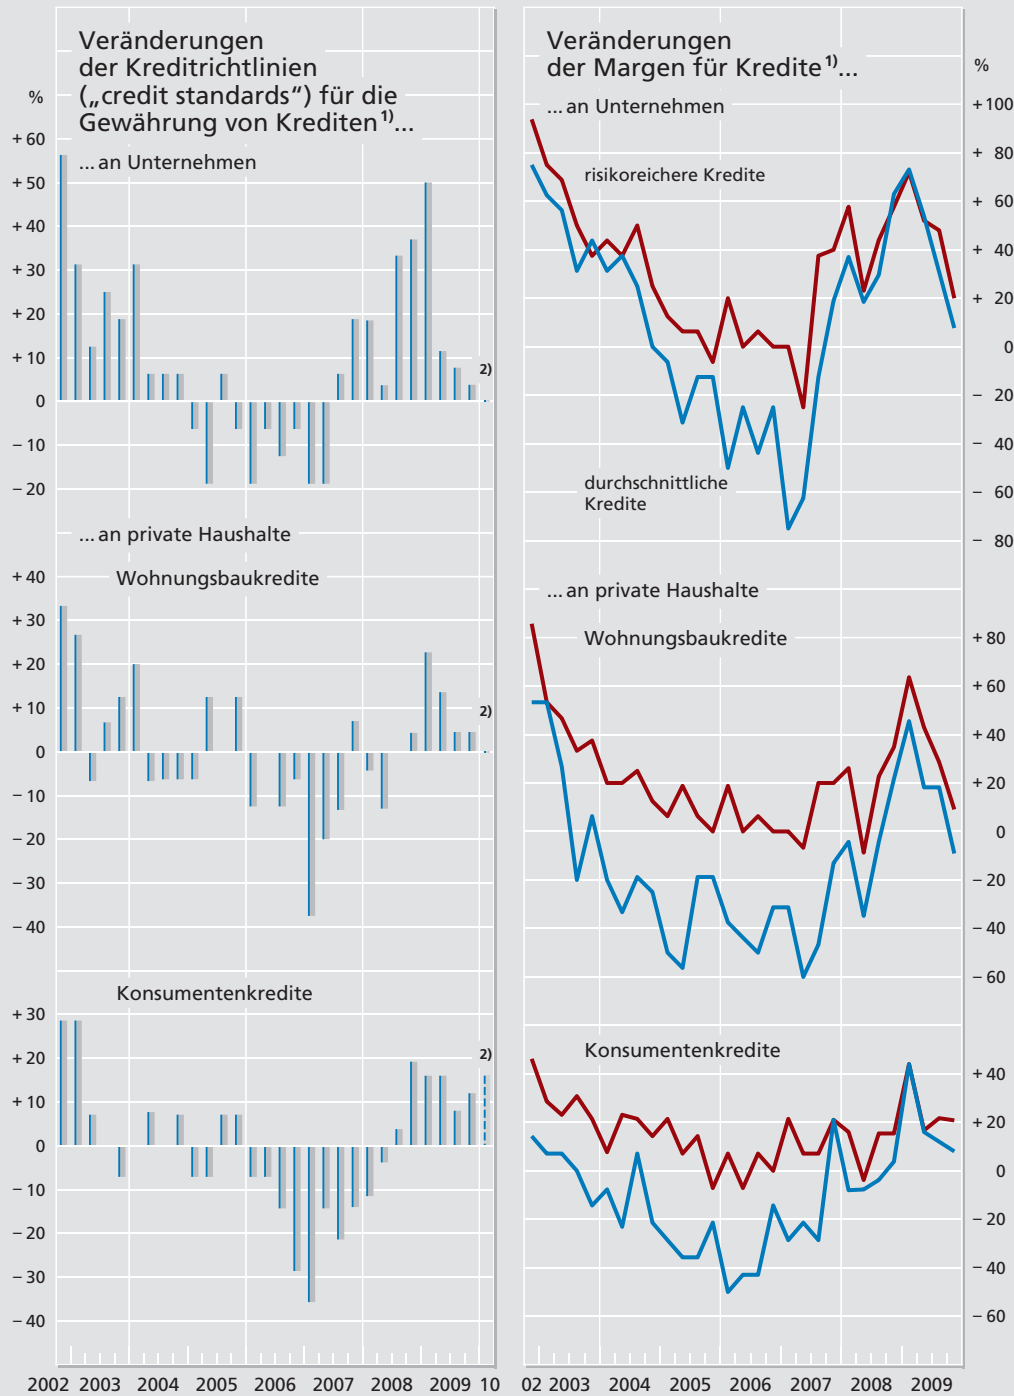 Veränderungen
der Kreditrichtlinien
(„credit standards“) für die
Gewährung von Krediten 1)...
%
+ 60
... an Unternehmen
+ 50
+ 40
+ 30
+ 20
+ 10
2)
0
− 10
− 20
... an private Haushalte
+ 40
Wohnungsbaukredite
+ 30
+ 20
+ 10
2)
0
− 10
− 20
− 30
− 40
Konsumentenkredite
+ 30
+ 20
2)
+ 10
0
− 10
− 20
− 30
− 40
2002 2003 2004 2005 2006 2007 2008 2009 10
Veränderungen
der Margen für Kredite 1)...
%
... an Unternehmen
+ 100
+ 80
risikoreichere Kredite
+ 60
+ 40
+ 20
0
− 20
− 40
durchschnittliche
Kredite
− 60
− 80
... an private Haushalte
Wohnungsbaukredite
+ 80
+ 60
+ 40
+ 20
0
− 20
− 40
− 60
Konsumentenkredite
+ 40
+ 20
0
− 20
− 40
− 60
02 2003 2004 2005 2006 2007 2008 2009